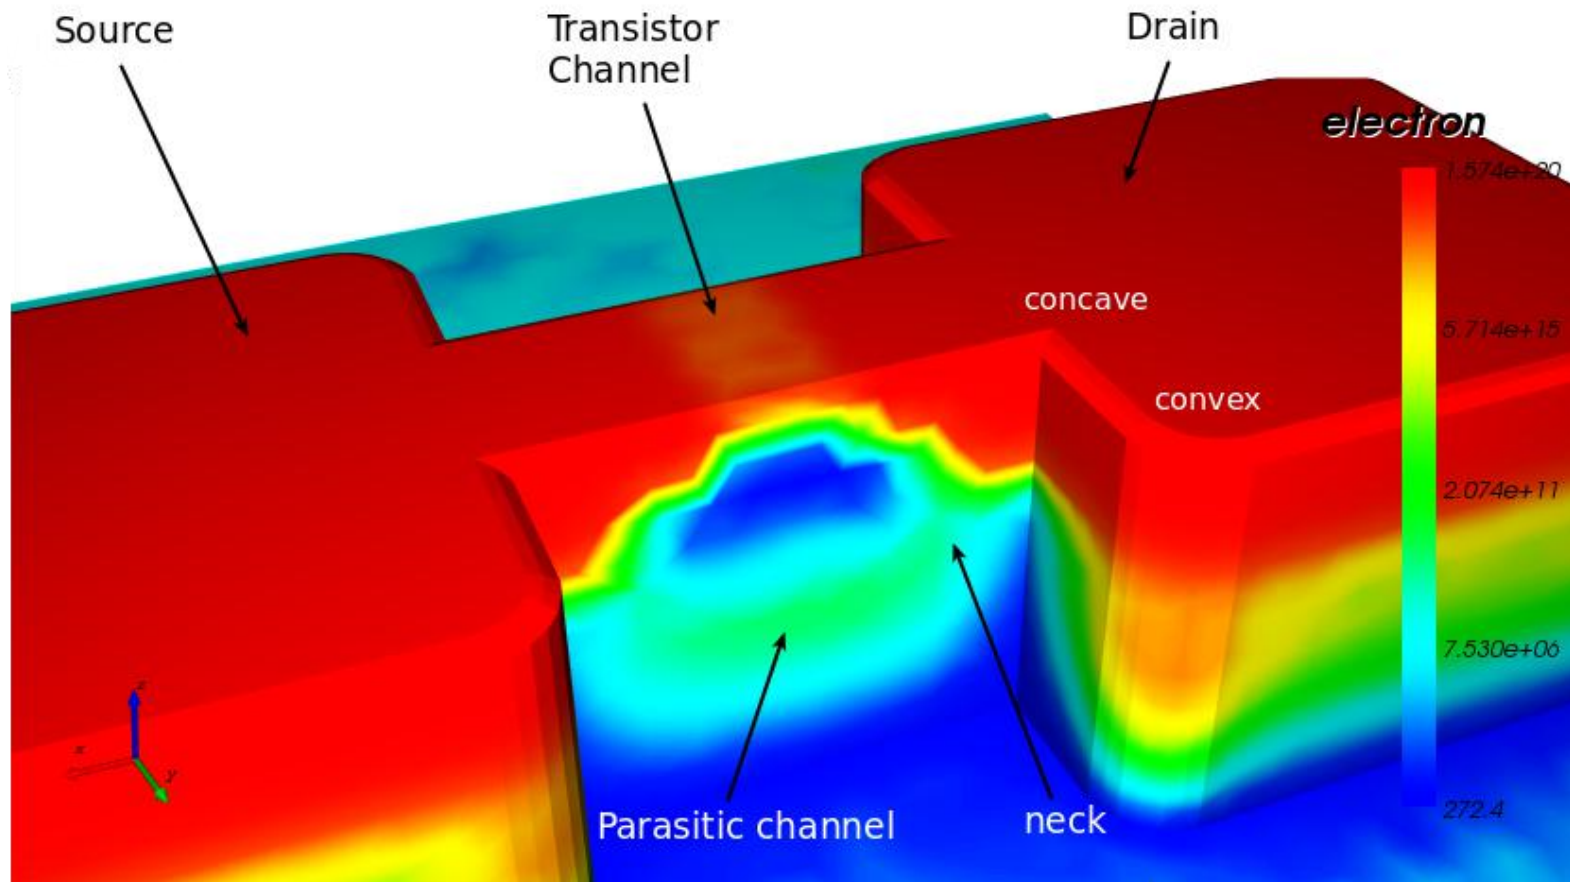 Source
Transistor
Channel
Drain
electron
1.574e+20
concave
5.714e+15
convex
2.074e+11
7.530e+06
z
x
y
Parasitic channel
neck
272.4